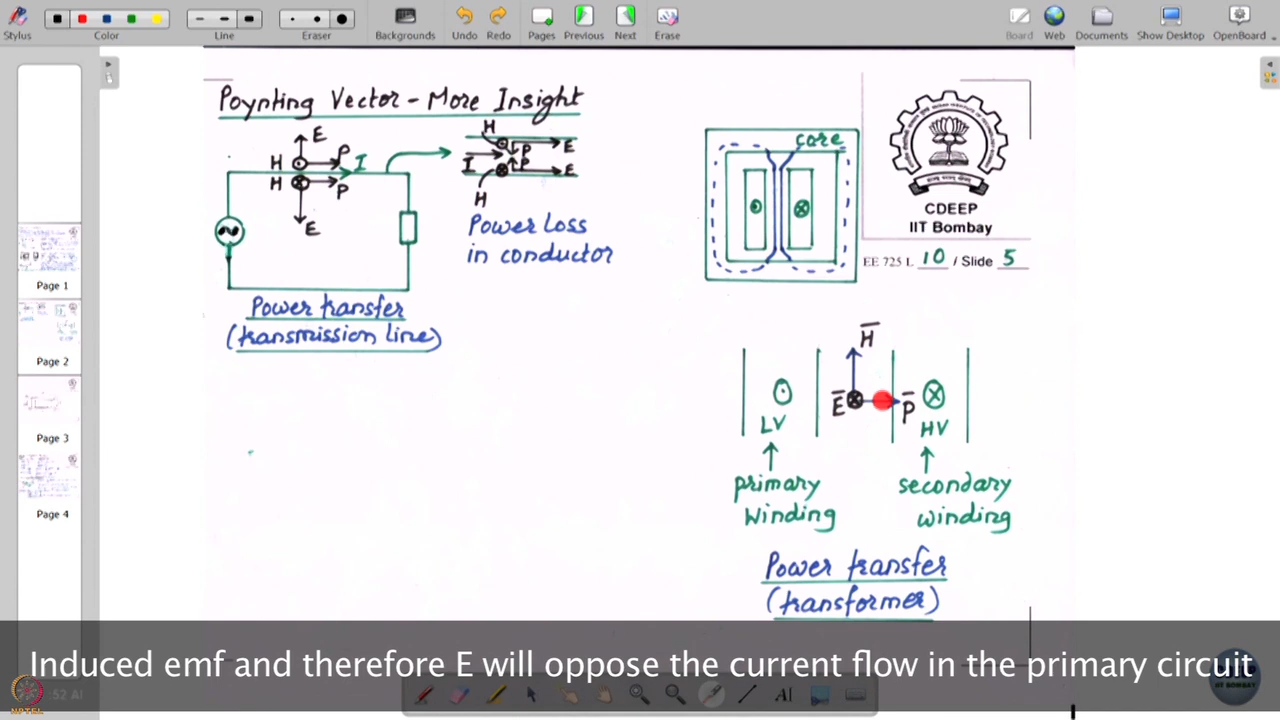 Stylus
Color
Line
Eraser
Backgrounds
Undo
Redo
Pages
Previous
Next
Erase
Board
Web
Documents
Show Desktop
OpenBoard
Page 1
Page 2
Page 3
Page 4
Poynting Vector - More Insight
E
H P I
H P
E
H
P E
I P
E
H
Power Loss
in conductor
Power transfer
(transmission line)
core
CDEEP
IIT Bombay
EE 725 L 10 / Slide 5
H
E P
LV HV
primary
winding
secondary
winding
Power transfer
(transformer)
Induced emf and therefore E will oppose the current flow in the primary circuit
NPTEL
IIT BOMBAY